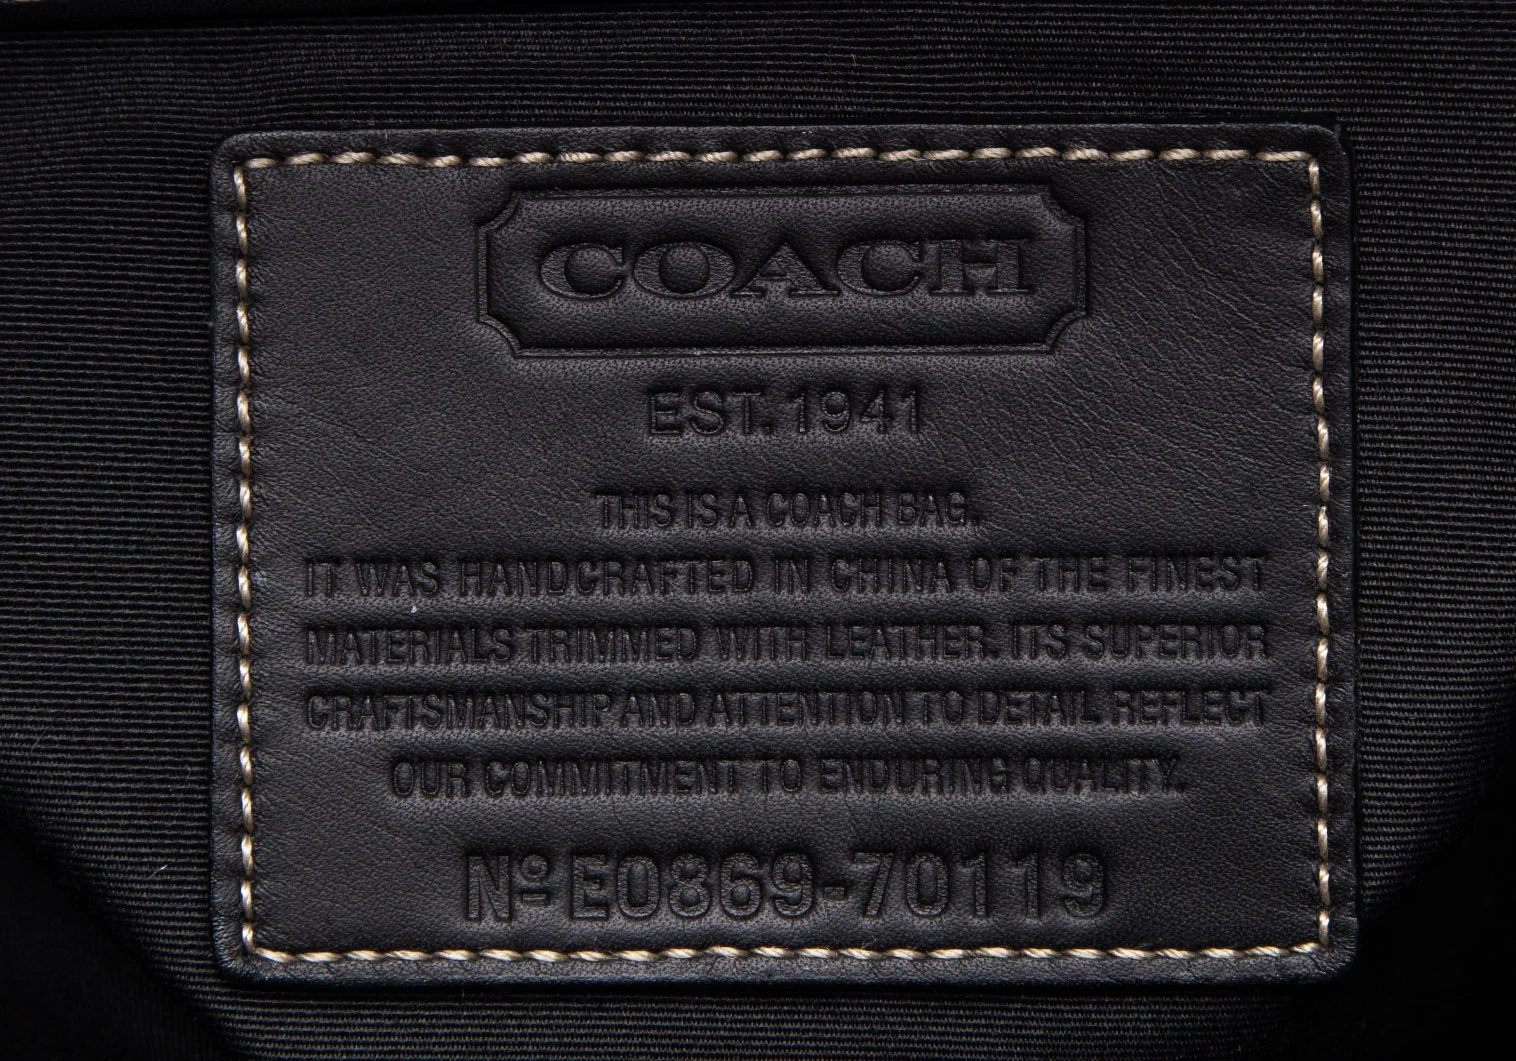 COACH
EST. 1941
THIS IS A COACH BAG.
IT WAS HANDCRAFTED IN CHINA OF THE FINEST
MATERIALS TRIMMED WITH LEATHER. ITS SUPERIOR
CRAFTSMANSHIP AND ATTENTION TO DETAIL REFLECT
OUR COMMITMENT TO ENDURING QUALITY.
Nº E0869-70119